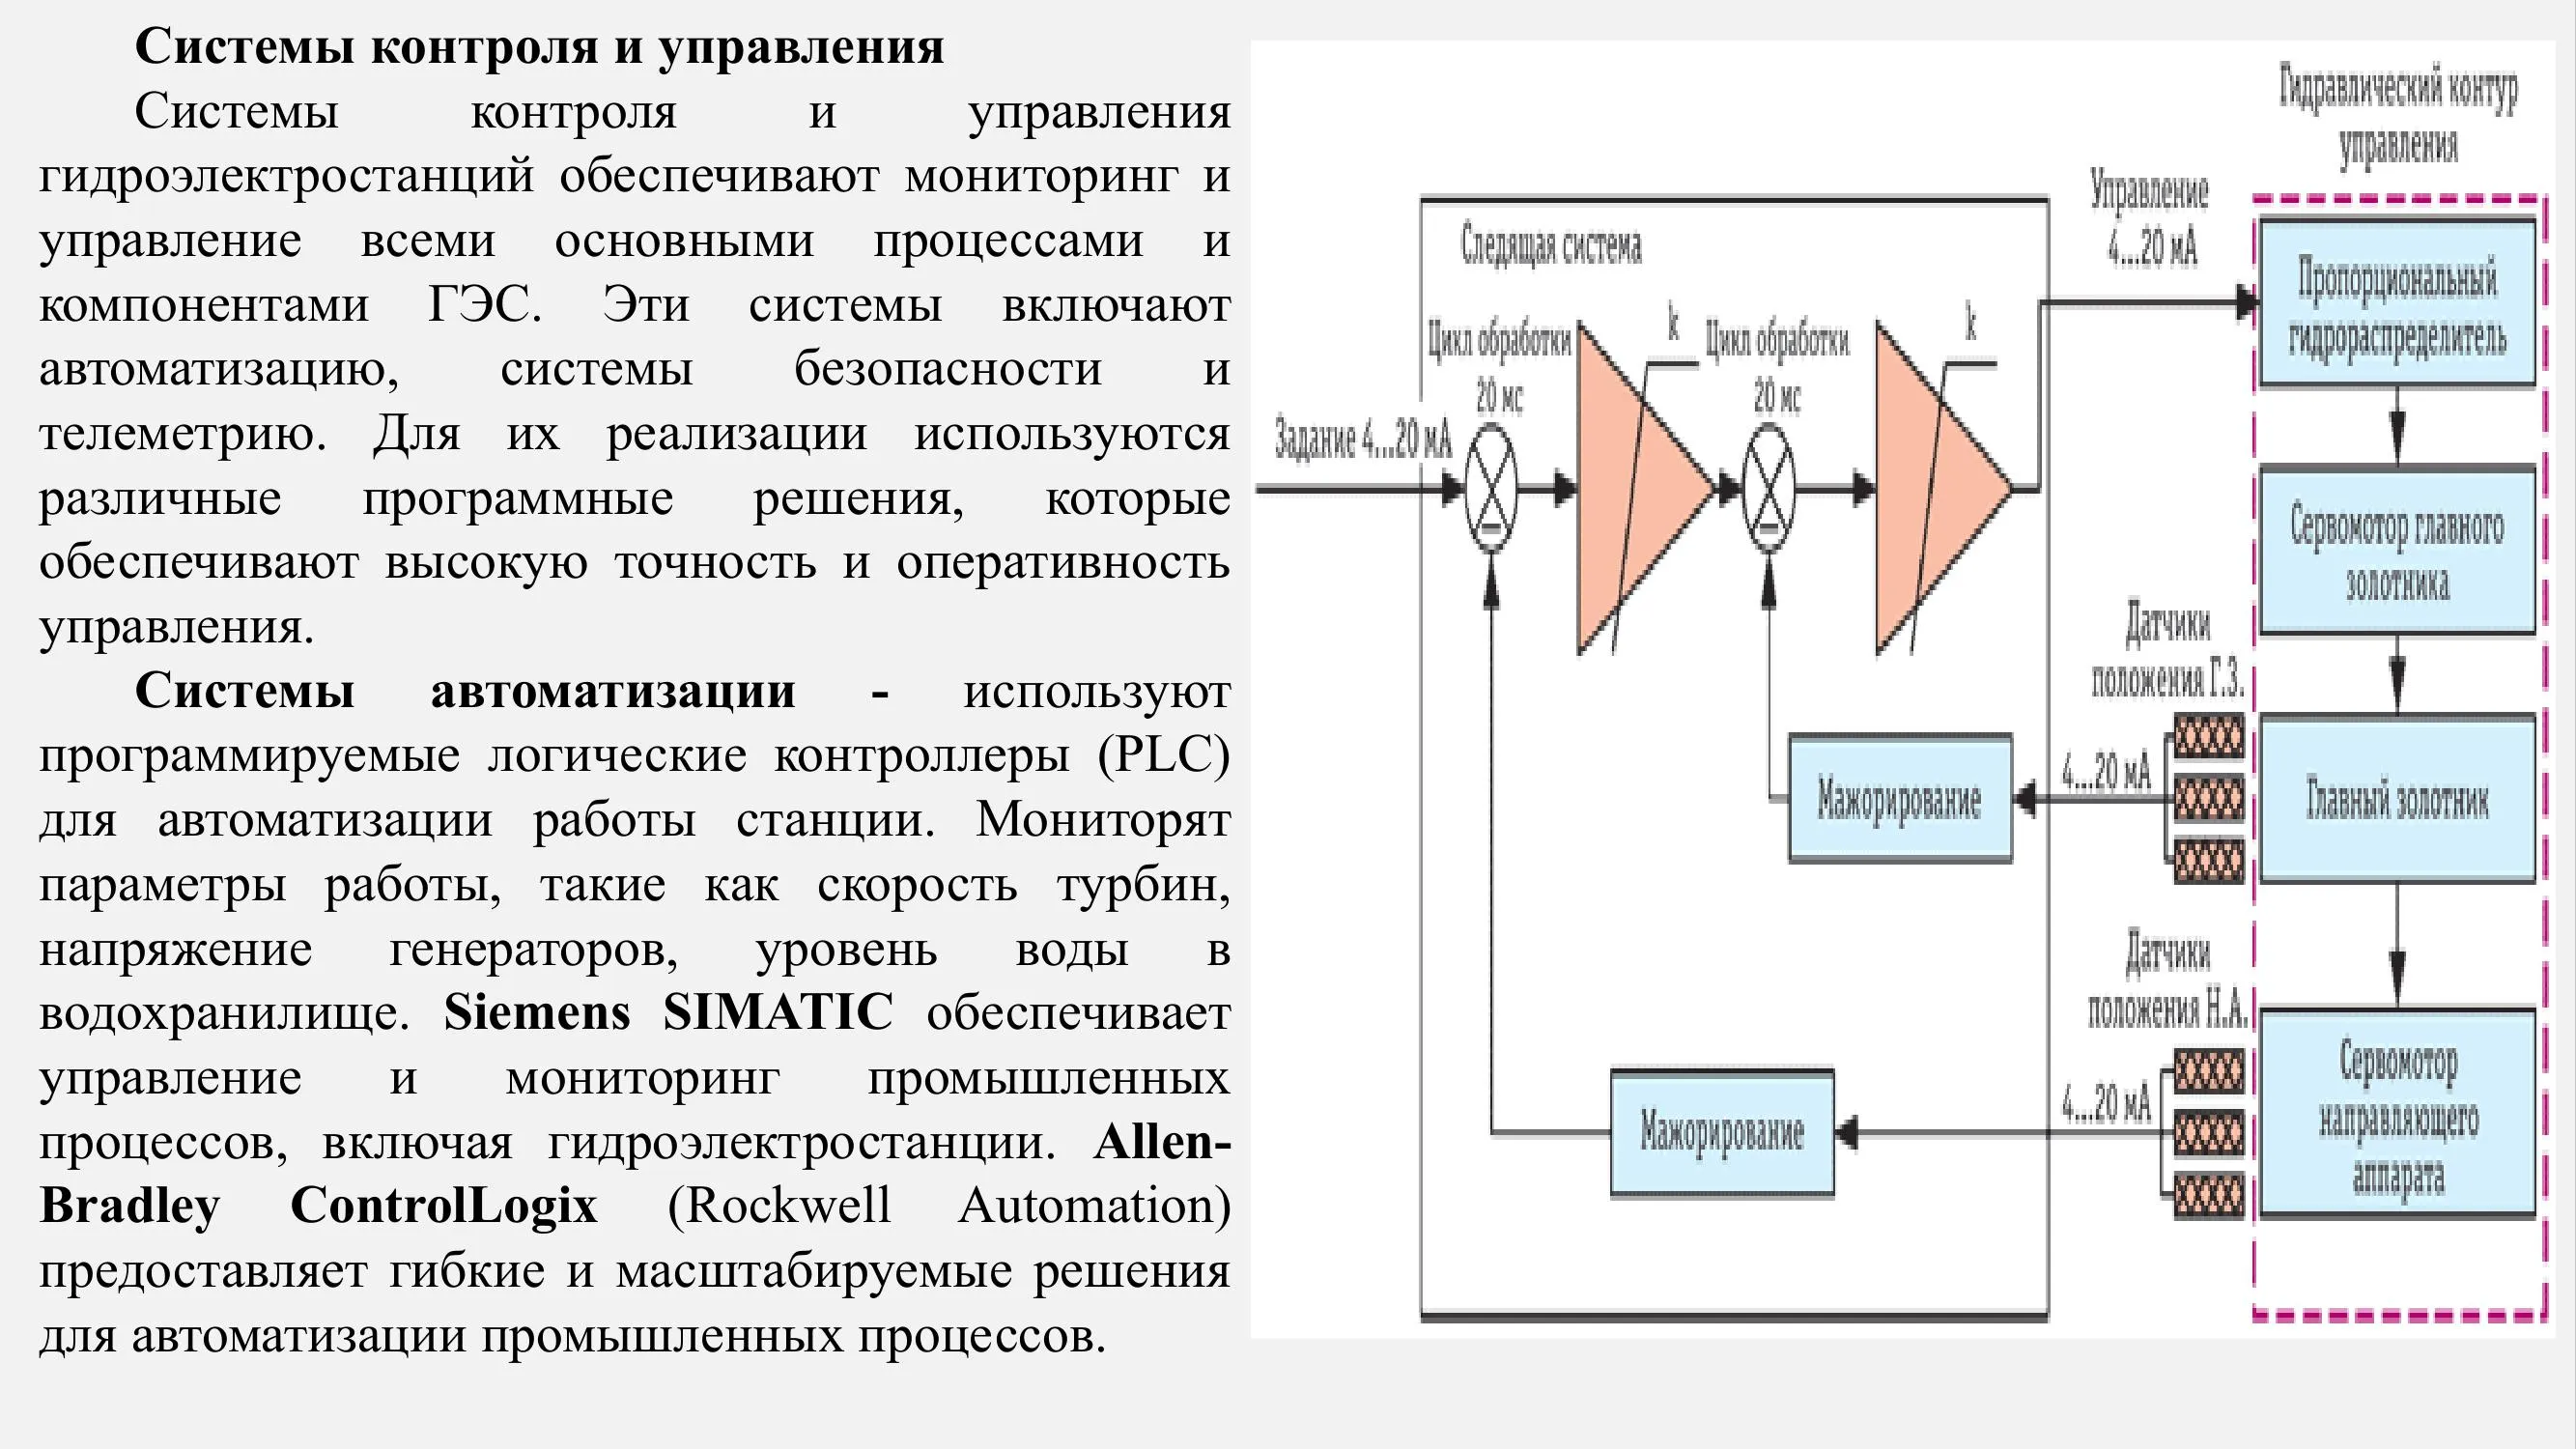 Системы контроля и управления
Системы контроля и управления
гидроэлектростанций обеспечивают мониторинг и
управление всеми основными процессами и
компонентами ГЭС. Эти системы включают
автоматизацию, системы безопасности и
телеметрию. Для их реализации используются
различные программные решения, которые
обеспечивают высокую точность и оперативность
управления.
Системы автоматизации - используют
программируемые логические контроллеры (PLC)
для автоматизации работы станции. Мониторят
параметры работы, такие как скорость турбин,
напряжение генераторов, уровень воды в
водохранилище. Siemens SIMATIC обеспечивает
управление и мониторинг промышленных
процессов, включая гидроэлектростанции. Allen-
Bradley ControlLogix (Rockwell Automation)
предоставляет гибкие и масштабируемые решения
для автоматизации промышленных процессов.
Гидравлический контур
управления
Управление
4...20 мА
Следящая система
Цикл обработки
20 мс
k
Цикл обработки
20 мс
k
Задание 4...20 мА
Пропорциональный
гидрораспределитель
Сервомотор главного
золотника
Датчики
положения Г.З.
4...20 мА
Мажорирование
Главный золотник
Датчики
положения Н.А.
4...20 мА
Мажорирование
Сервомотор
направляющего
аппарата